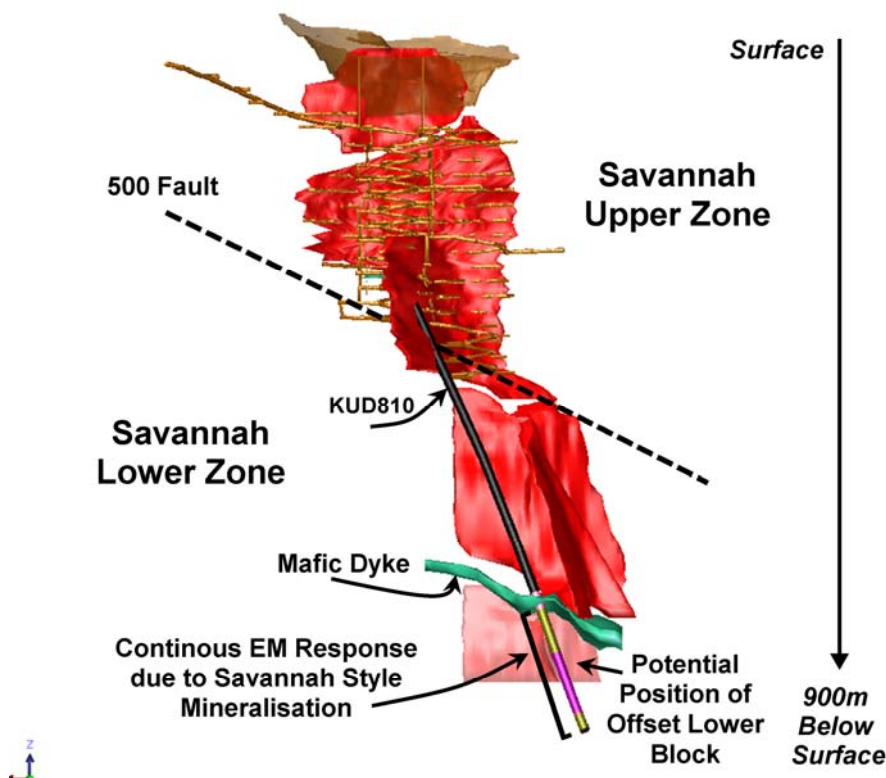 Surface
500 Fault
Savannah
Upper Zone
KUD810
Savannah
Lower Zone
Mafic Dyke
Continous EM Response
due to Savannah Style
Mineralisation
Potential
Position of
Offset Lower
Block
900m
Below
Surface
z